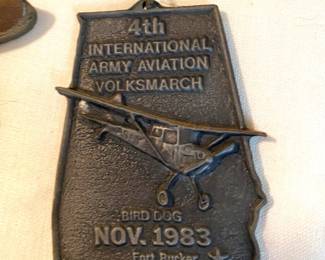 4th
INTERNATIONAL
ARMY AVIATION
VOLKSMARCH
BIRD DOG
NOV. 1983
Fort Rucker